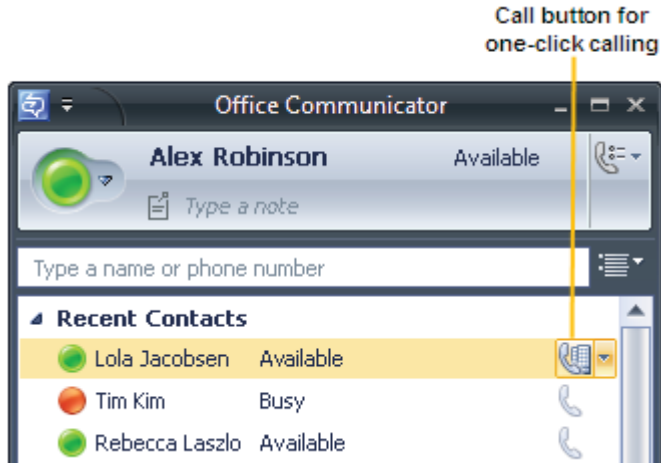 Call button for
one-click calling
Office Communicator
Alex Robinson Available
Type a note
Type a name or phone number
Recent Contacts
Lola Jacobsen Available
Tim Kim Busy
Rebecca Laszlo Available